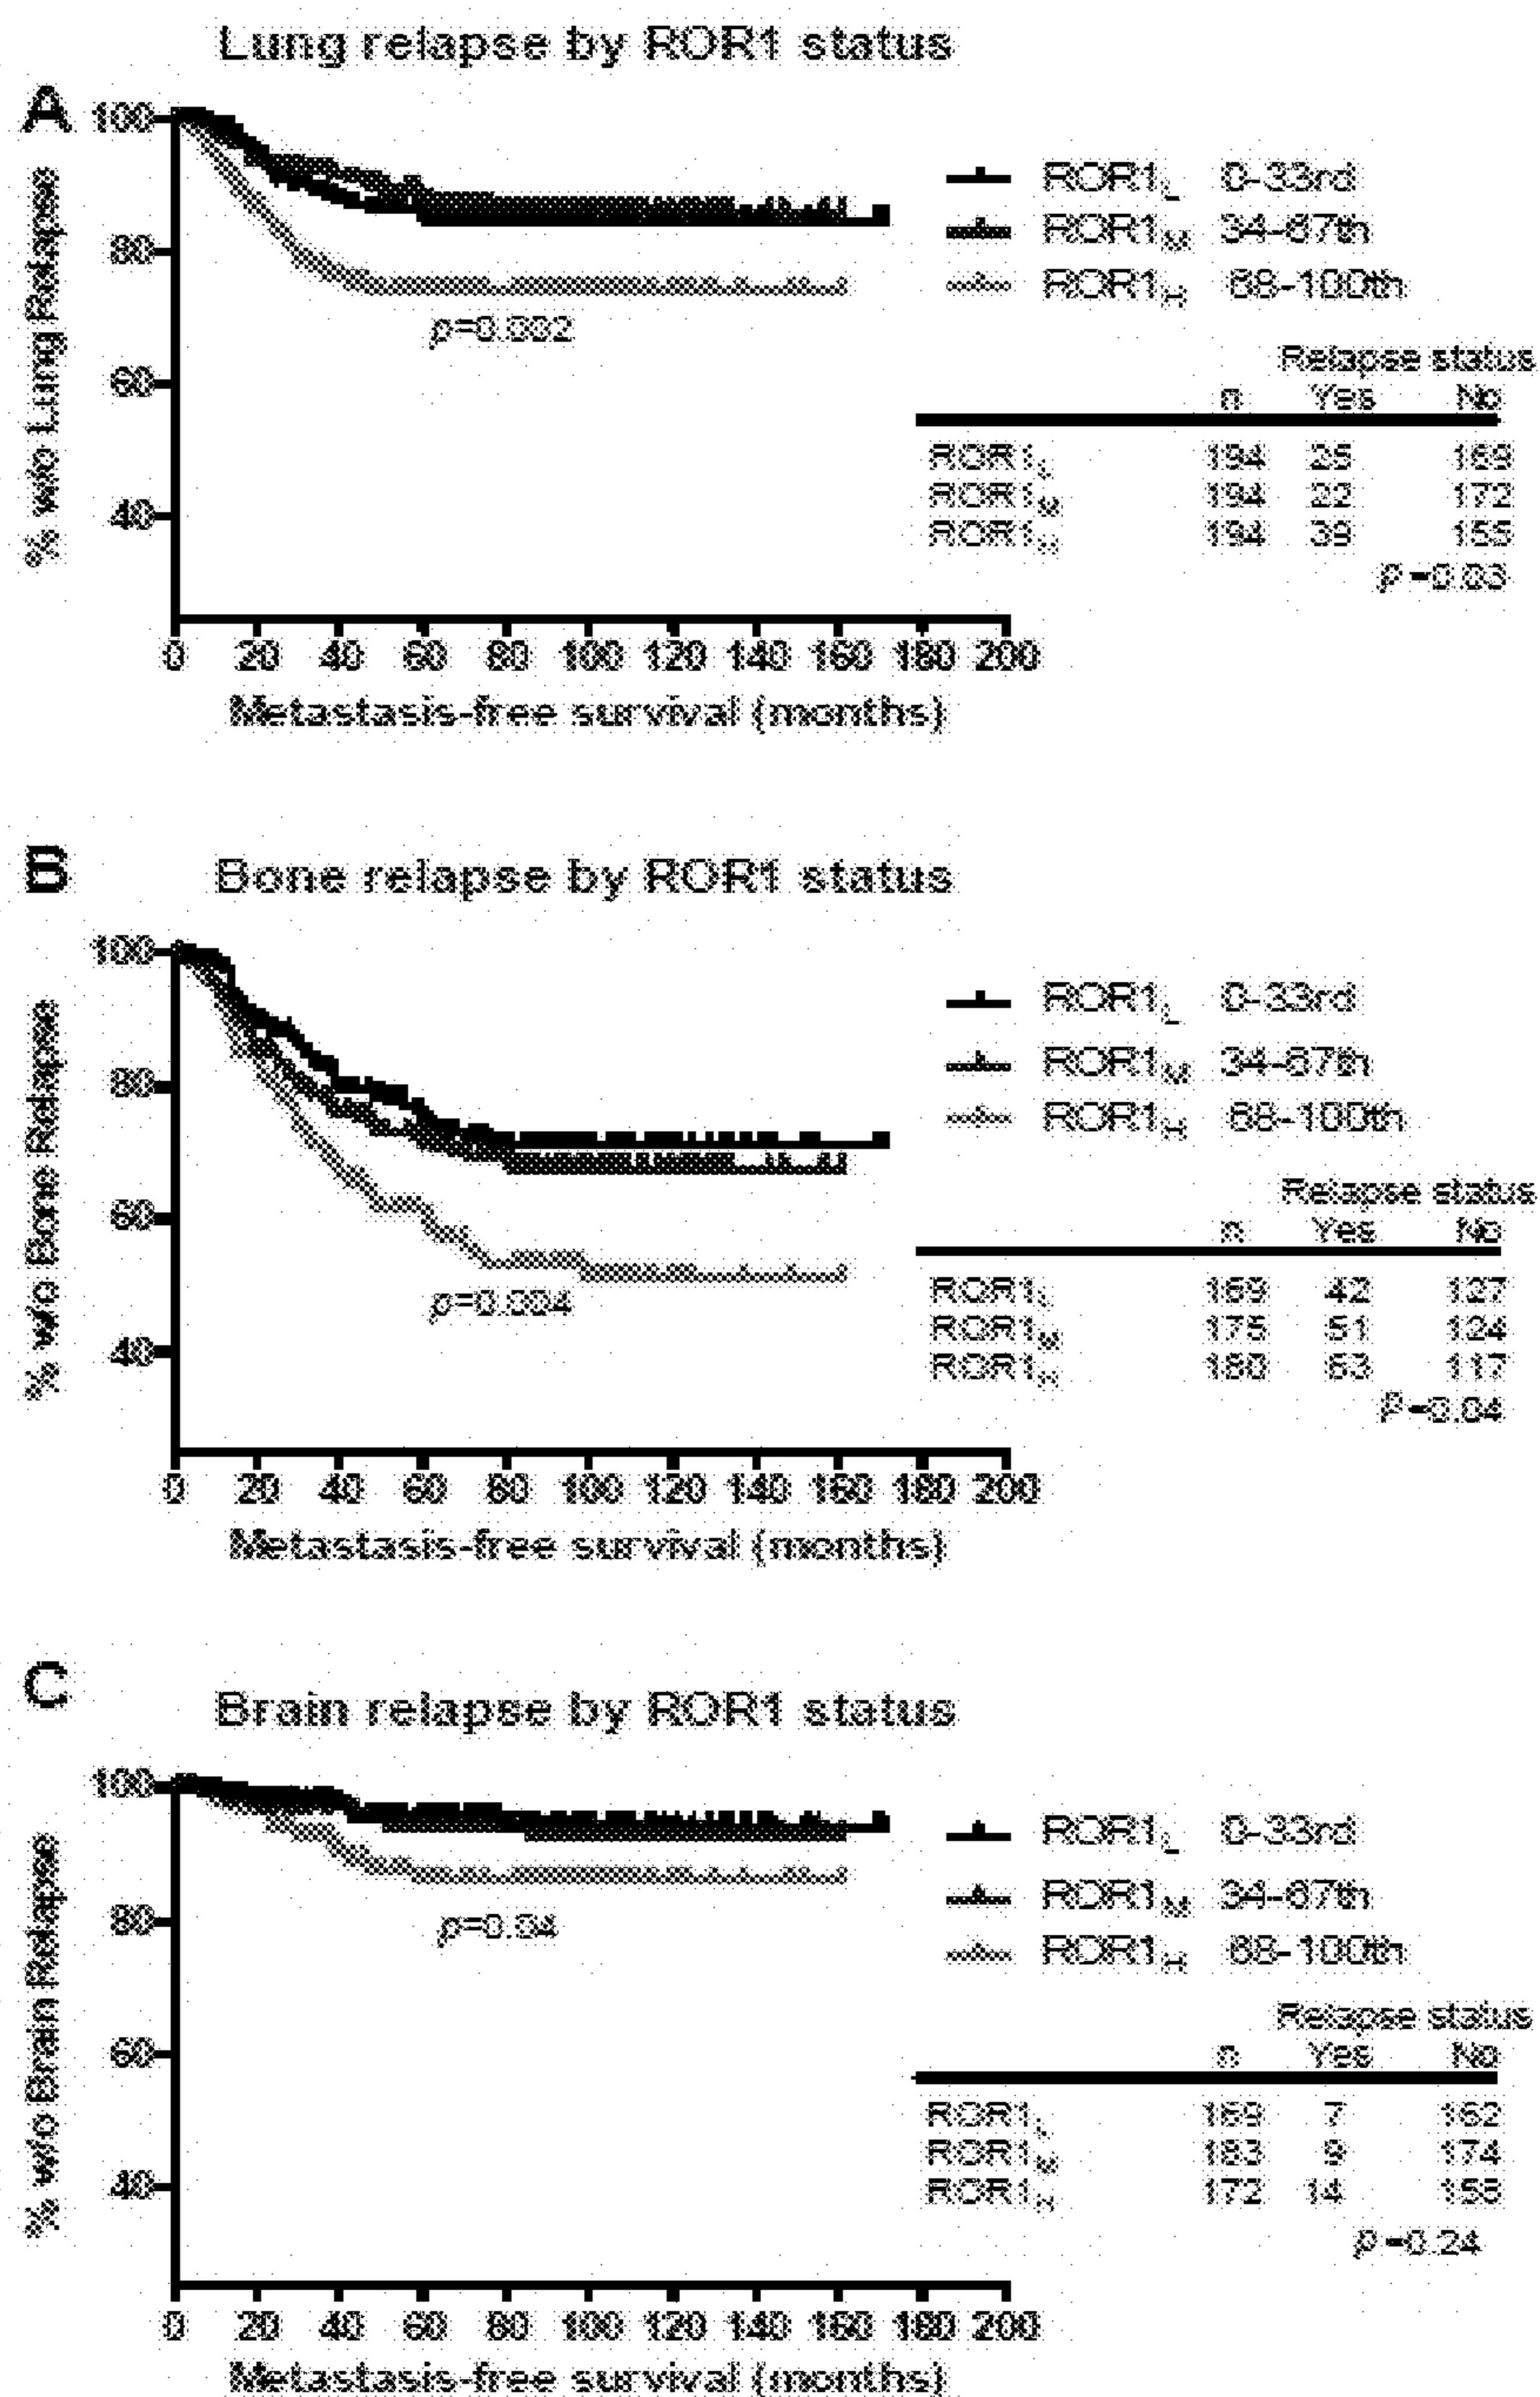 Lung relapse by ROR1 status
A
% w/o Lung Relapse
100
80
60
40
0 20 40 60 80 100 120 140 160 180 200
Metastasis-free survival (months)
p=0.002
ROR1L 0-33rd
ROR1M 34-67th
ROR1H 68-100th
Relapse status
n Yes No
ROR1L 194 25 169
ROR1M 194 22 172
ROR1H 194 39 155
p=0.03
B
Bone relapse by ROR1 status
% w/o Bone Relapse
100
80
60
40
0 20 40 60 80 100 120 140 160 180 200
Metastasis-free survival (months)
p=0.004
ROR1L 0-33rd
ROR1M 34-67th
ROR1H 68-100th
Relapse status
n Yes No
ROR1L 169 42 127
ROR1M 175 51 124
ROR1H 180 63 117
P=0.04
C
Brain relapse by ROR1 status
% w/o Brain Relapse
100
80
60
40
0 20 40 60 80 100 120 140 160 180 200
Metastasis-free survival (months)
p=0.04
ROR1L 0-33rd
ROR1M 34-67th
ROR1H 68-100th
Relapse status
n Yes No
ROR1L 169 7 162
ROR1M 183 9 174
ROR1H 172 14 158
p=0.24